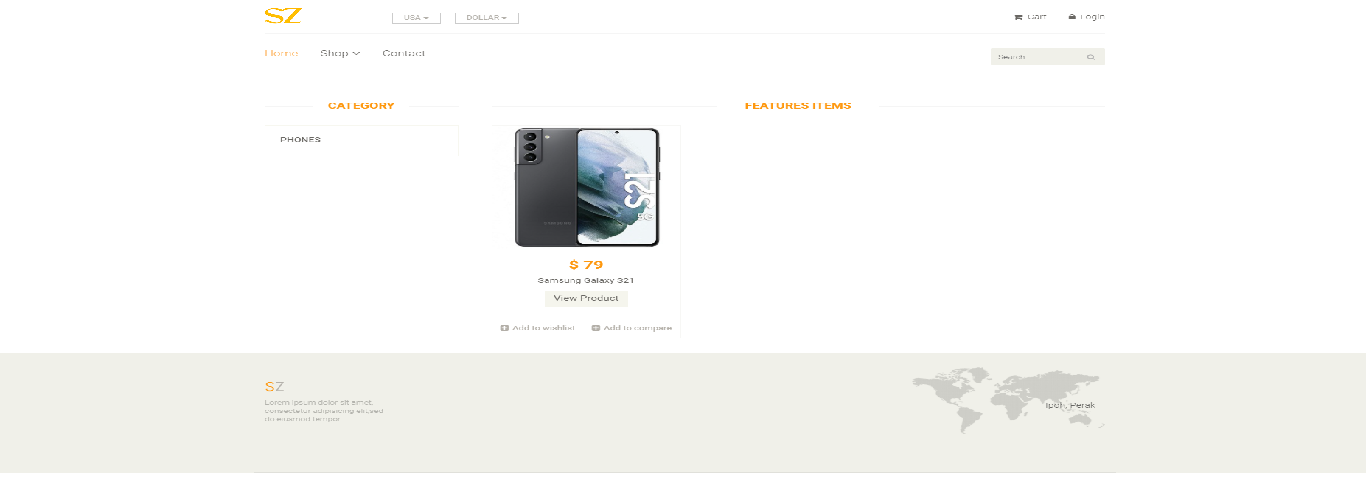 SZ
USA
DOLLAR
Cart
Login
Home
Shop
Contact
Search
CATEGORY
FEATURES ITEMS
PHONES
S21
5G
SAMSUNG
$ 79
Samsung Galaxy S21
View Product
Add to wishlist
Add to compare
SZ
Lorem ipsum dolor sit amet,
consectetur adipisicing elit,sed
do eiusmod tempor
Ipoh, Perak